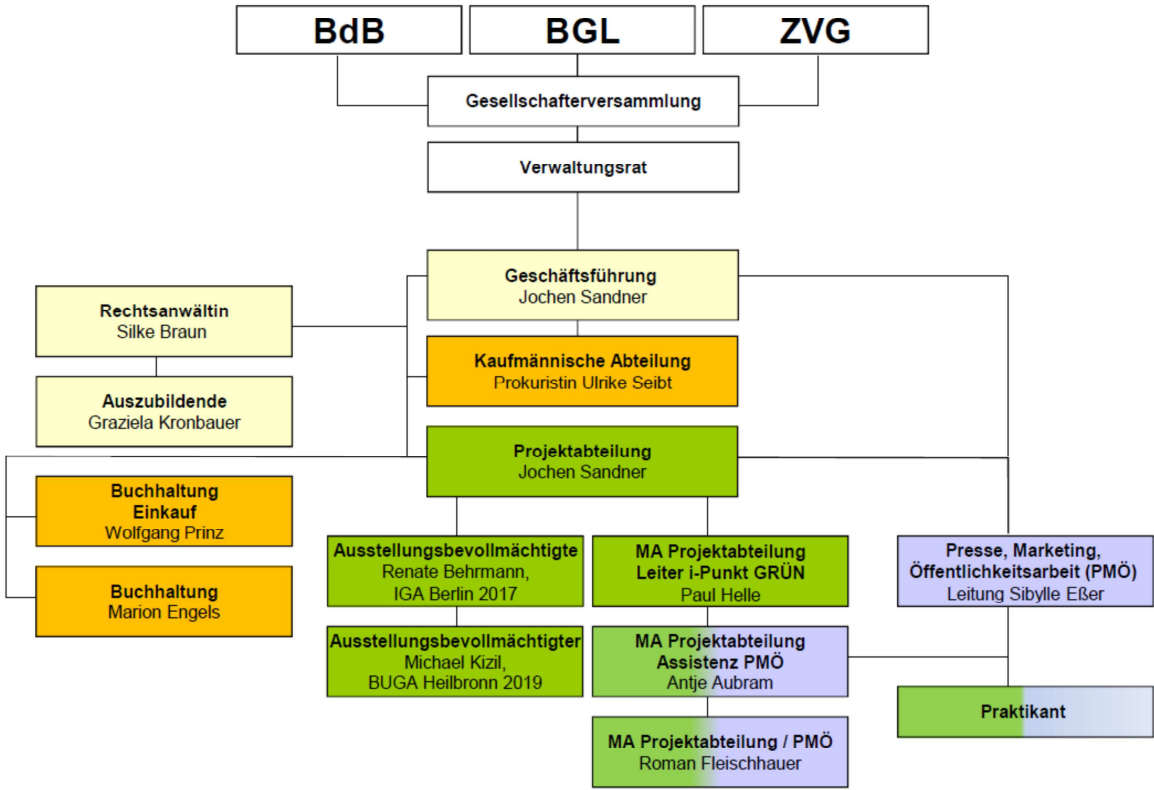 BdB
BGL
ZVG
Gesellschafterversammlung
Verwaltungsrat
Geschäftsführung
Jochen Sandner
Rechtsanwältin
Silke Braun
Kaufmännische Abteilung
Prokuristin Ulrike Seibt
Auszubildende
Graziela Kronbauer
Projektabteilung
Jochen Sandner
Buchhaltung
Einkauf
Wolfgang Prinz
Buchhaltung
Marion Engels
Ausstellungsbevollmächtigte
Renate Behrmann,
IGA Berlin 2017
Ausstellungsbevollmächtigter
Michael Kizil,
BUGA Heilbronn 2019
MA Projektabteilung
Leiter i-Punkt GRÜN
Paul Helle
MA Projektabteilung
Assistenz PMÖ
Antje Aubram
MA Projektabteilung / PMÖ
Roman Fleischhauer
Presse, Marketing,
Öffentlichkeitsarbeit (PMÖ)
Leitung Sibylle Eßer
Praktikant